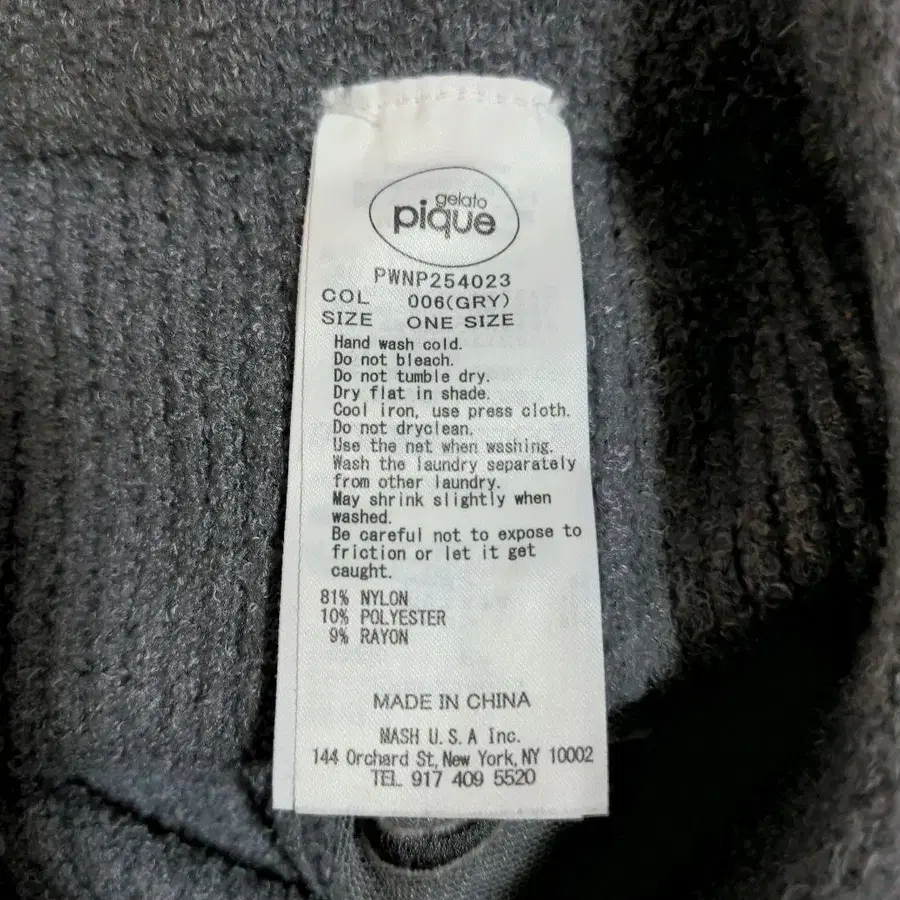 gelato
pique
PWNP254023
COL 006(GRY)
SIZE ONE SIZE
Hand wash cold.
Do not bleach.
Do not tumble dry.
Dry flat in shade.
Cool iron, use press cloth.
Do not dryclean.
Use the net when washing.
Wash the laundry separately
from other laundry.
May shrink slightly when
washed.
Be careful not to expose to
friction or let it get
caught.
81% NYLON
10% POLYESTER
9% RAYON
MADE IN CHINA
MASH U.S.A Inc.
144 Orchard St, New York, NY 10002
TEL 917 409 5520